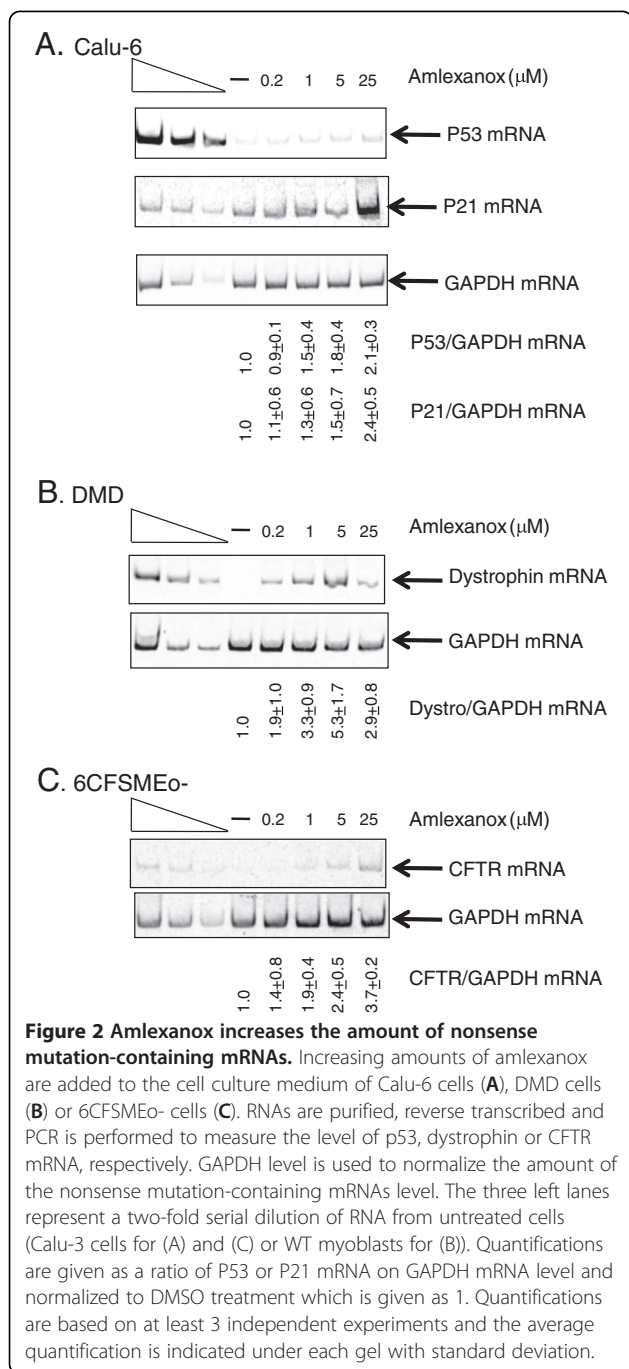 A. Calu-6
— 0.2 1 5 25 Amlexanox (μM)
P53 mRNA
P21 mRNA
GAPDH mRNA
1.0 0.9±0.1 1.5±0.4 1.8±0.4 2.1±0.3 P53/GAPDH mRNA
1.0 1.1±0.6 1.3±0.6 1.5±0.7 2.4±0.5 P21/GAPDH mRNA
B. DMD
— 0.2 1 5 25 Amlexanox (μM)
Dystrophin mRNA
GAPDH mRNA
1.0 1.9±1.0 3.3±0.9 5.3±1.7 2.9±0.8 Dystro/GAPDH mRNA
C. 6CFSMEo-
— 0.2 1 5 25 Amlexanox (μM)
CFTR mRNA
GAPDH mRNA
1.0 1.4±0.8 1.9±0.4 2.4±0.5 3.7±0.2 CFTR/GAPDH mRNA
Figure 2 Amlexanox increases the amount of nonsense
mutation-containing mRNAs. Increasing amounts of amlexanox
are added to the cell culture medium of Calu-6 cells (A), DMD cells
(B) or 6CFSMEo- cells (C). RNAs are purified, reverse transcribed and
PCR is performed to measure the level of p53, dystrophin or CFTR
mRNA, respectively. GAPDH level is used to normalize the amount of
the nonsense mutation-containing mRNAs level. The three left lanes
represent a two-fold serial dilution of RNA from untreated cells
(Calu-3 cells for (A) and (C) or WT myoblasts for (B)). Quantifications
are given as a ratio of P53 or P21 mRNA on GAPDH mRNA level and
normalized to DMSO treatment which is given as 1. Quantifications
are based on at least 3 independent experiments and the average
quantification is indicated under each gel with standard deviation.